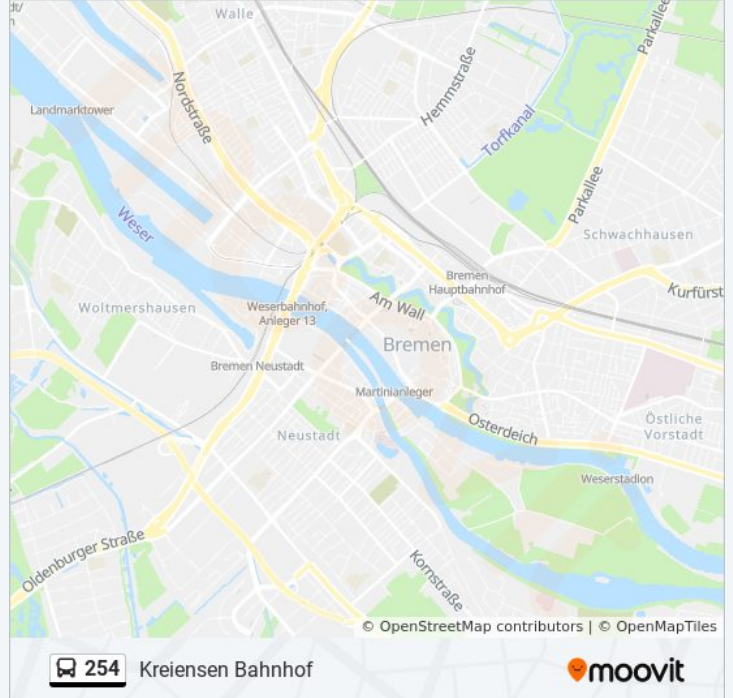 dt/
Walle
Parkallee
Nordstraße
Hemmstraße
Landmarktower
Torfkanal
Parkallee
Weser
Schwachhausen
Bremen
Hauptbahnhof
Kurfürst
Woltmershausen
Weserbahnhof,
Anleger 13
Am Wall
Bremen
Bremen Neustadt
Martinianleger
Neustadt
Osterdeich
Östliche
Vorstadt
Weserstadion
Oldenburger Straße
Kornstraße
© OpenStreetMap contributors | © OpenMapTiles
254 Kreiensen Bahnhof
moovit